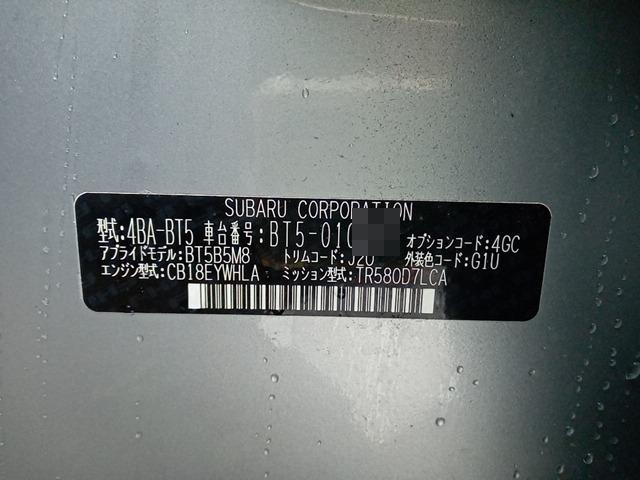 SUBARU CORPORATION
型式:4BA-BT5 車台番号:BT5-010 オプションコード:4GC
アプライドモデル:BT5B5M8 トリムコード:J20 外装色コード:G1U
エンジン型式:CB18EYWHLA ミッション型式:TR580D7LCA